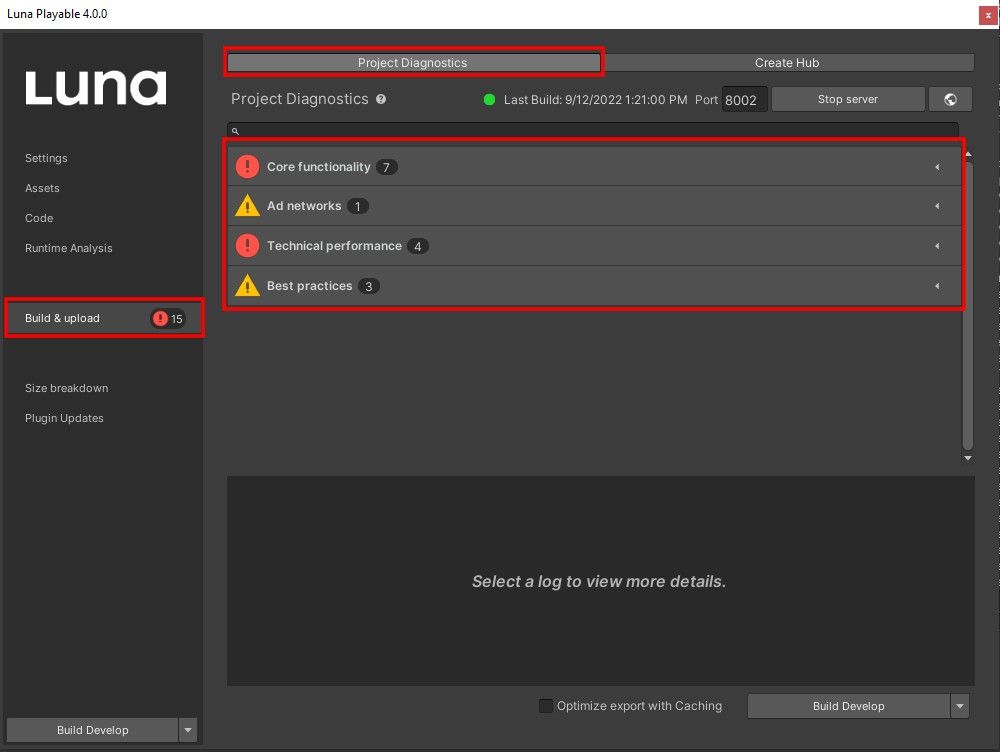 Luna Playable 4.0.0
x
Luna
Settings
Assets
Code
Runtime Analysis
Build & upload 15
Size breakdown
Plugin Updates
Build Develop
Project Diagnostics Create Hub
Project Diagnostics ? Last Build: 9/12/2022 1:21:00 PM Port 8002 Stop server
Core functionality 7
Ad networks 1
Technical performance 4
Best practices 3
Select a log to view more details.
Optimize export with Caching Build Develop